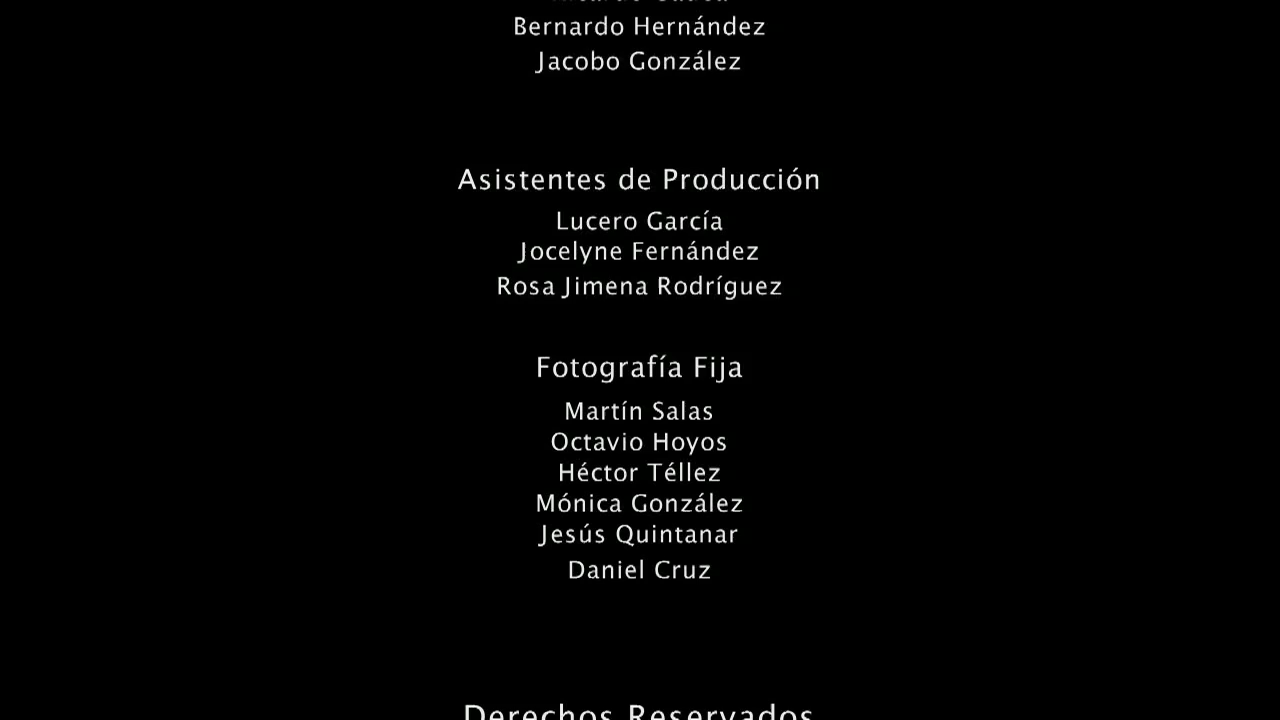 Bernardo Hernández
Jacobo González
Asistentes de Producción
Lucero García
Jocelyne Fernández
Rosa Jimena Rodríguez
Fotografía Fija
Martín Salas
Octavio Hoyos
Héctor Téllez
Mónica González
Jesús Quintanar
Daniel Cruz
Derechos Reservados